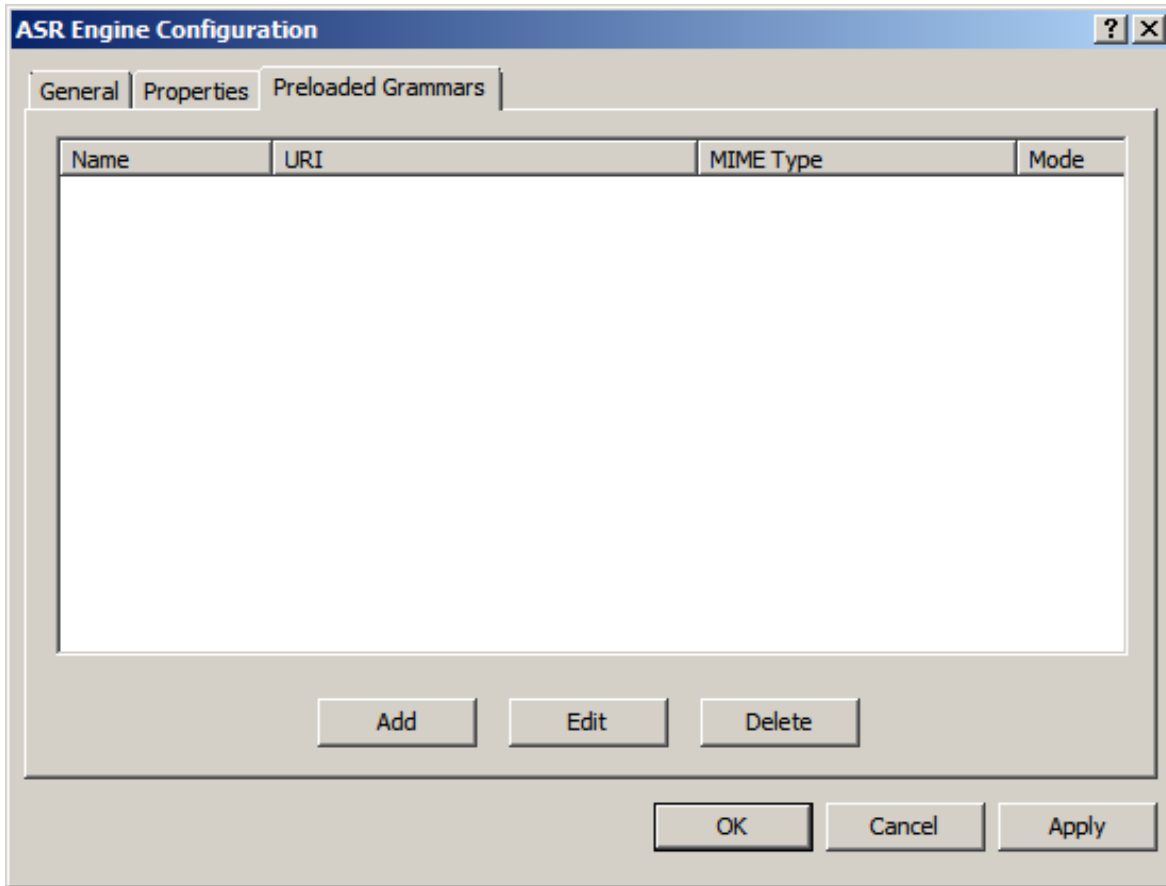 ASR Engine Configuration
General Properties Preloaded Grammars
Name URI MIME Type Mode
Add Edit Delete
OK Cancel Apply